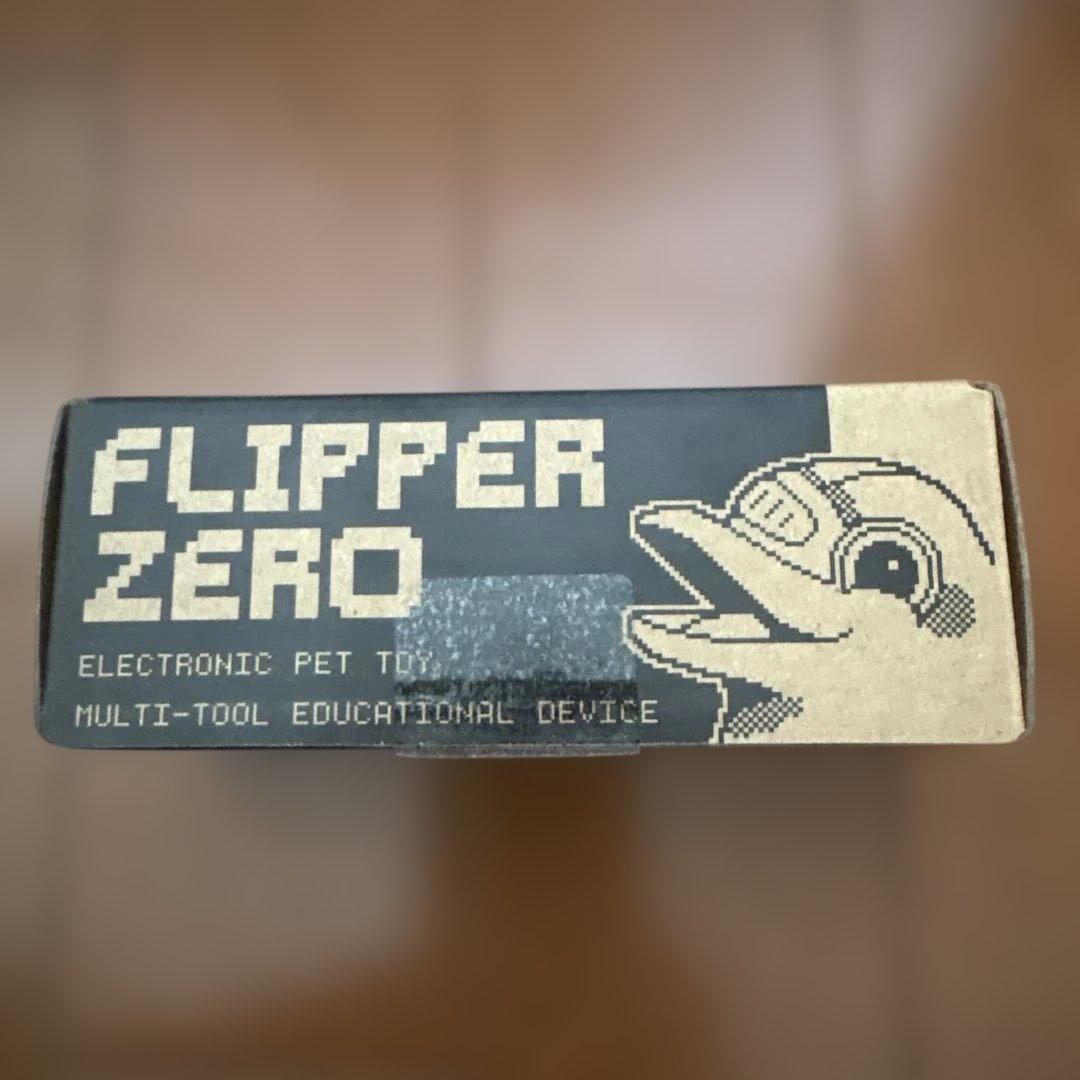 FLIPPER
ZERO
ELECTRONIC PET TOY
MULTI-TOOL EDUCATIONAL DEVICE